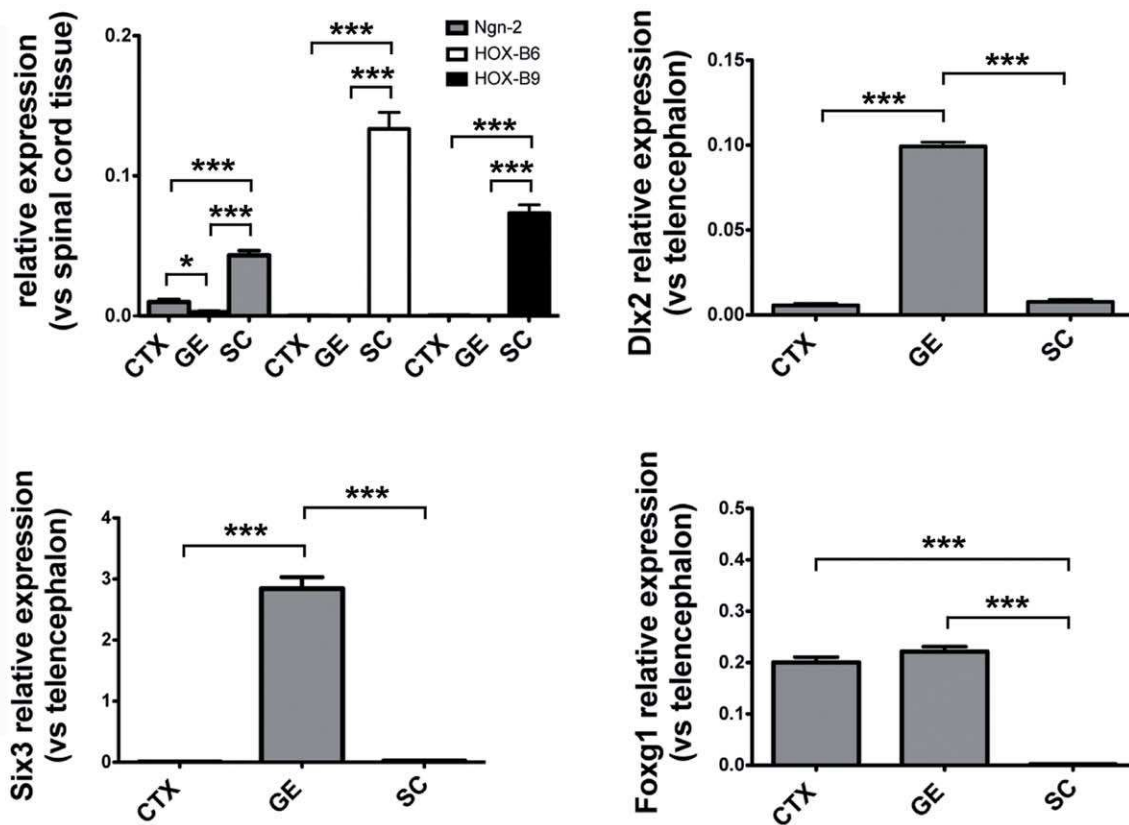 relative expression
(vs spinal cord tissue)
0.2
0.1
0.0
Ngn-2
HOX-B6
HOX-B9
***
***
***
***
***
***
*
CTX GE SC CTX GE SC CTX GE SC
Dlx2 relative expression
(vs telencephalon)
0.15
0.10
0.05
0.00
***
***
CTX GE SC
Six3 relative expression
(vs telencephalon)
4
3
2
1
0
***
***
CTX GE SC
Foxg1 relative expression
(vs telencephalon)
0.5
0.4
0.3
0.2
0.1
0.0
***
***
CTX GE SC